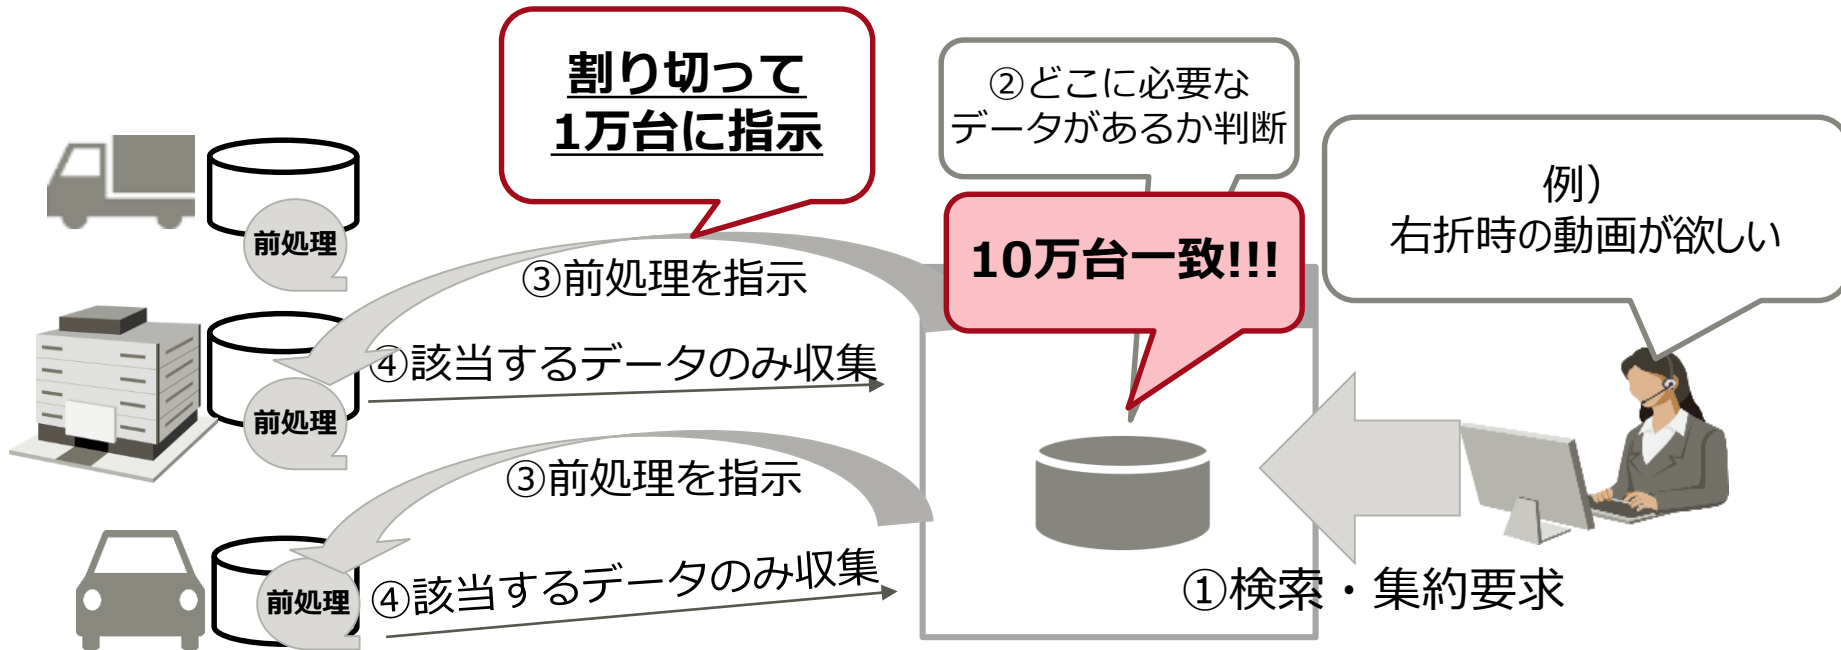 割り切って
1万台に指示
②どこに必要な
データがあるか判断
例）
右折時の動画が欲しい
10万台一致!!!
前処理
③前処理を指示
④該当するデータのみ収集
前処理
③前処理を指示
④該当するデータのみ収集
前処理
①検索・集約要求